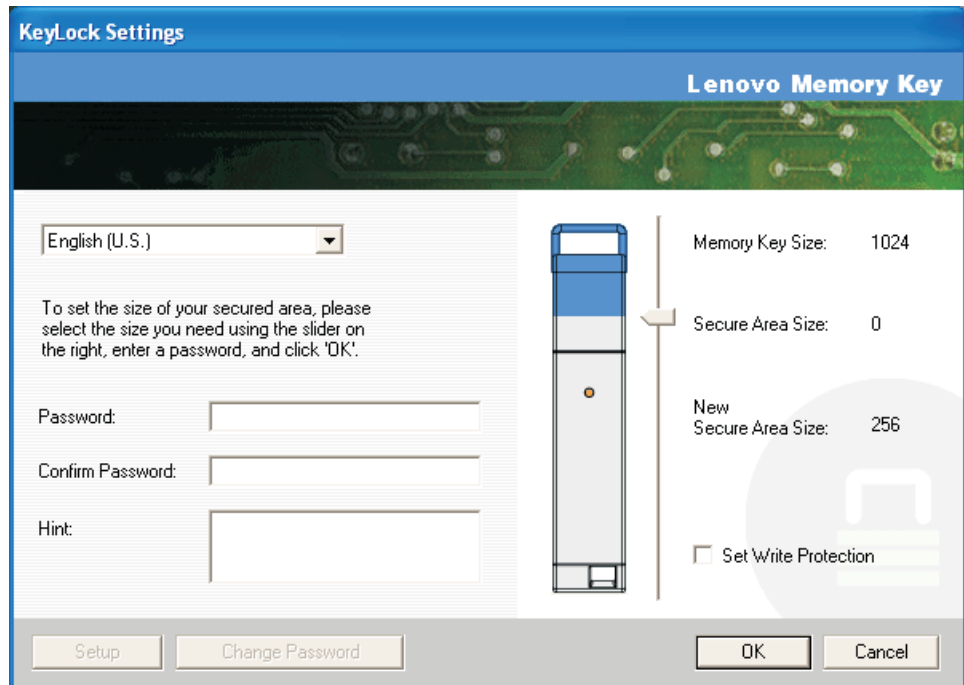 KeyLock Settings
Lenovo Memory Key
English (U.S.)
To set the size of your secured area, please
select the size you need using the slider on
the right, enter a password, and click 'OK'.
Password:
Confirm Password:
Hint:
Memory Key Size: 1024
Secure Area Size: 0
New
Secure Area Size: 256
Set Write Protection
Setup
Change Password
OK
Cancel